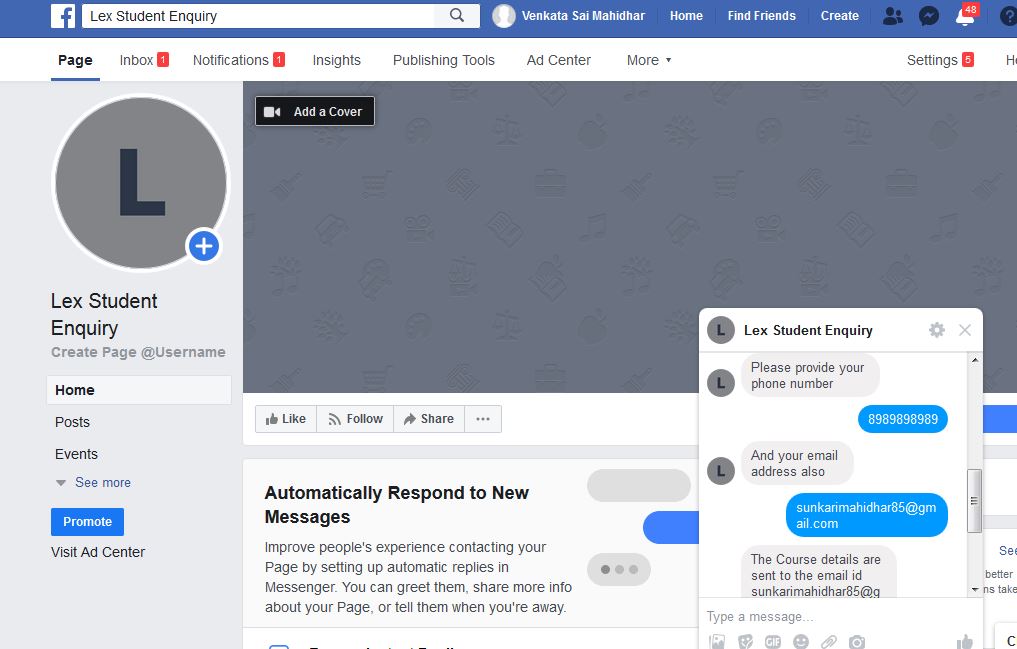 Lex Student Enquiry
Venkata Sai Mahidhar
Home
Find Friends
Create
48
Page
Inbox 1
Notifications 1
Insights
Publishing Tools
Ad Center
More
Settings 5
Add a Cover
L
Lex Student
Enquiry
Create Page @Username
Home
Posts
Events
See more
Promote
Visit Ad Center
Like
Follow
Share
Automatically Respond to New
Messages
Improve people's experience contacting your
Page by setting up automatic replies in
Messenger. You can greet them, share more info
about your Page, or tell them when you're away.
L
Lex Student Enquiry
L
Please provide your
phone number
8989898989
L
And your email
address also
sunkarimahidhar85@gm
ail.com
The Course details are
sent to the email id
sunkarimahidhar85@g
Type a message...
GIF
better